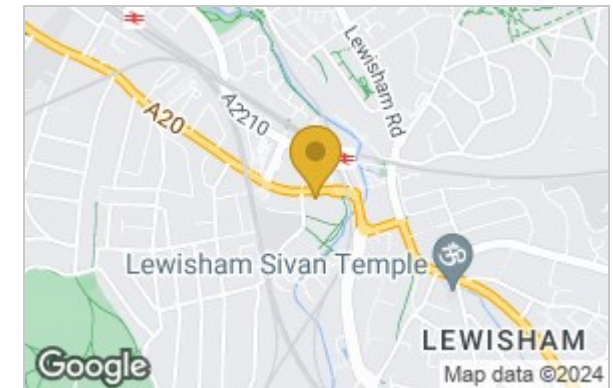 Lewisham Rd
A2210
A20
Lewisham Sivan Temple
ॐ
LEWISHAM
Google
Map data ©2024